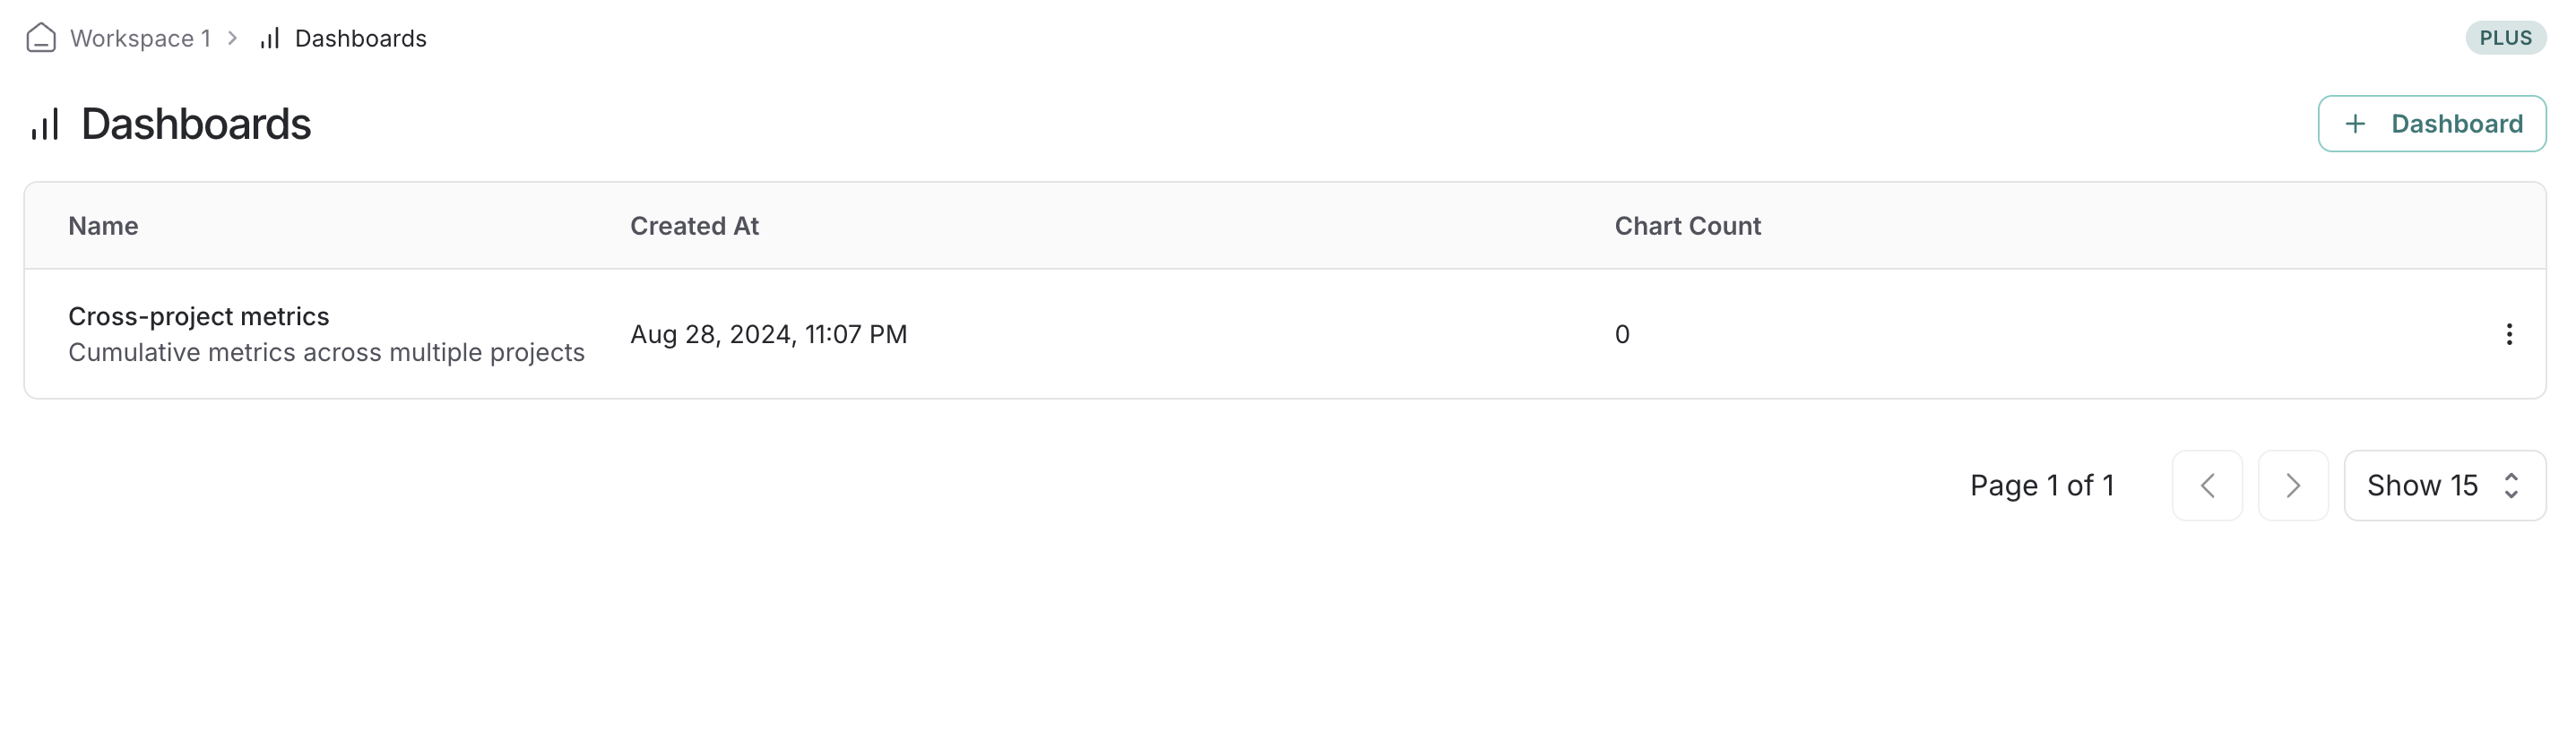 Workspace 1 Dashboards PLUS
Dashboards
Dashboard
Name Created At Chart Count
Cross-project metrics
Cumulative metrics across multiple projects
Aug 28, 2024, 11:07 PM 0
Page 1 of 1 Show 15